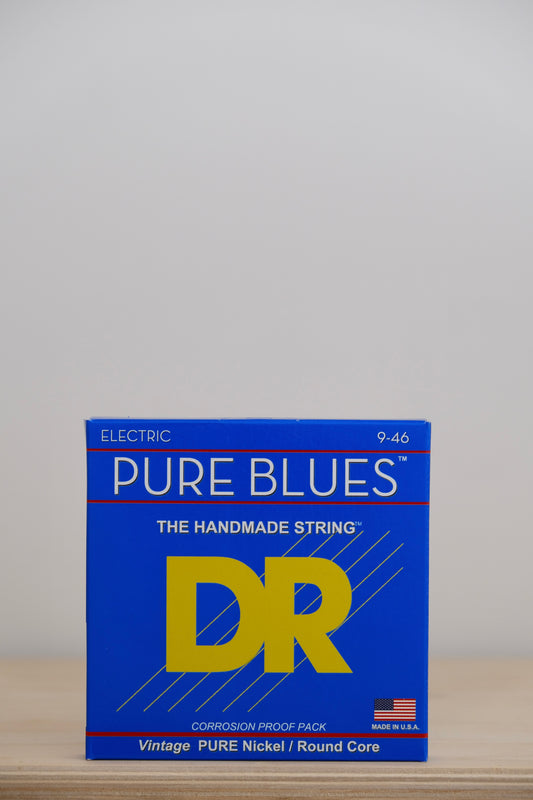 ELECTRIC 9-46
PURE BLUES™
THE HANDMADE STRING™
DR
CORROSION PROOF PACK
MADE IN U.S.A.
Vintage PURE Nickel / Round Core